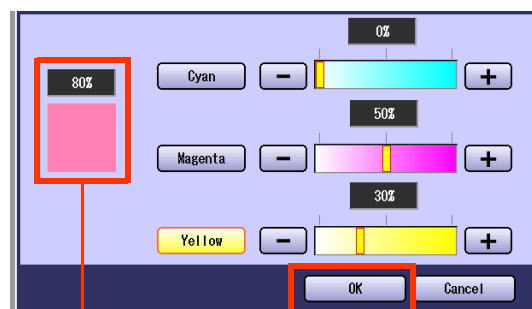 0%
80%
Cyan
− +
50%
Magenta
− +
30%
Yellow
− +
OK
Cancel